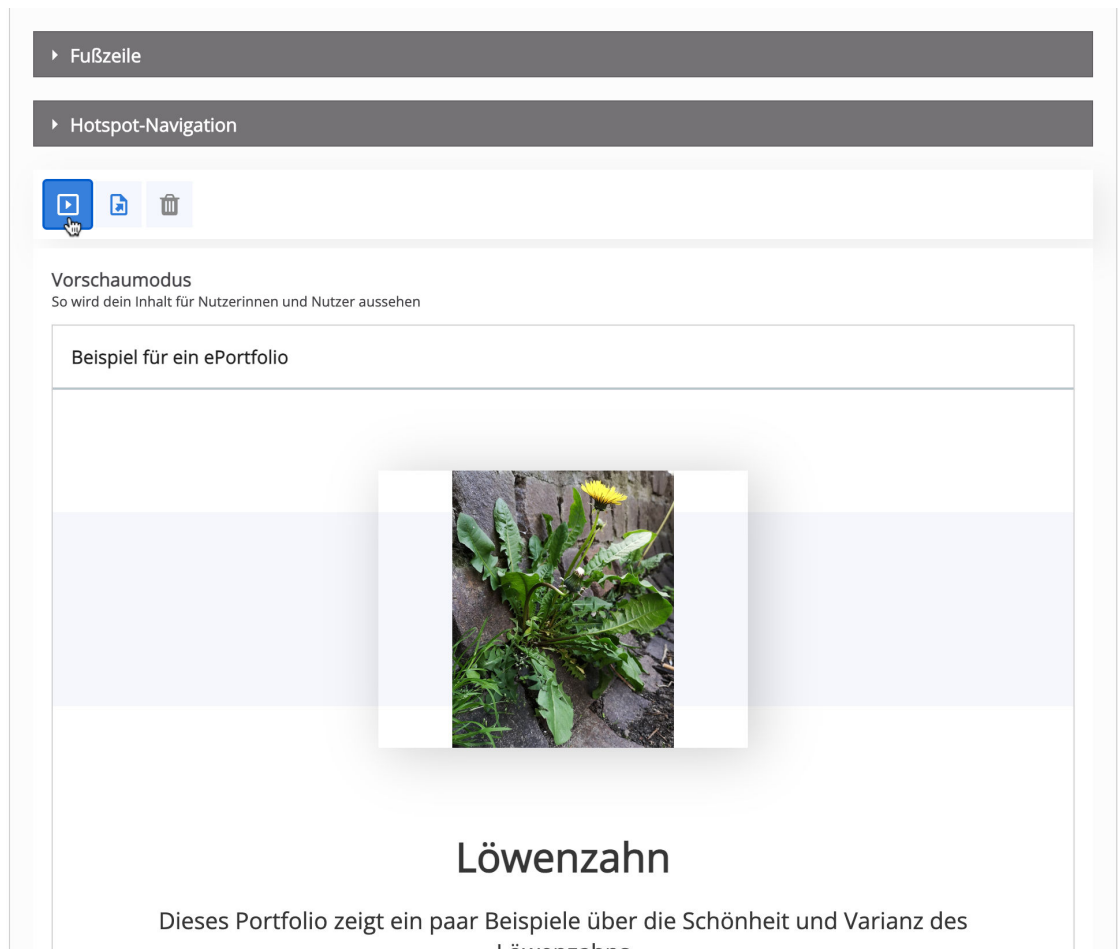 Fußzeile
Hotspot-Navigation
Vorschaumodus
So wird dein Inhalt für Nutzerinnen und Nutzer aussehen
Beispiel für ein ePortfolio
Löwenzahn
Dieses Portfolio zeigt ein paar Beispiele über die Schönheit und Varianz des
Löwenzahns